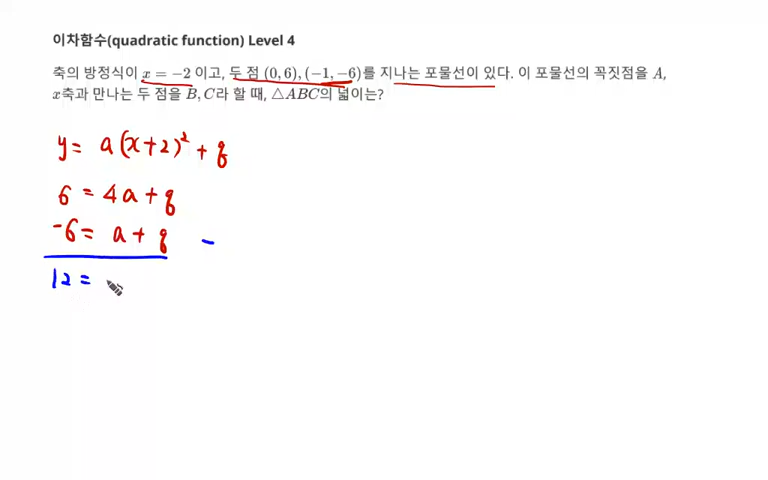 이차함수(quadratic function) Level 4
축의 방정식이 x = −2 이고, 두 점 (0, 6), (−1, −6)를 지나는 포물선이 있다. 이 포물선의 꼭짓점을 A,
x축과 만나는 두 점을 B, C라 할 때, △ABC의 넓이는?
y = a(x+2)² + q
6 = 4a + q
-6 = a + q -
12 =